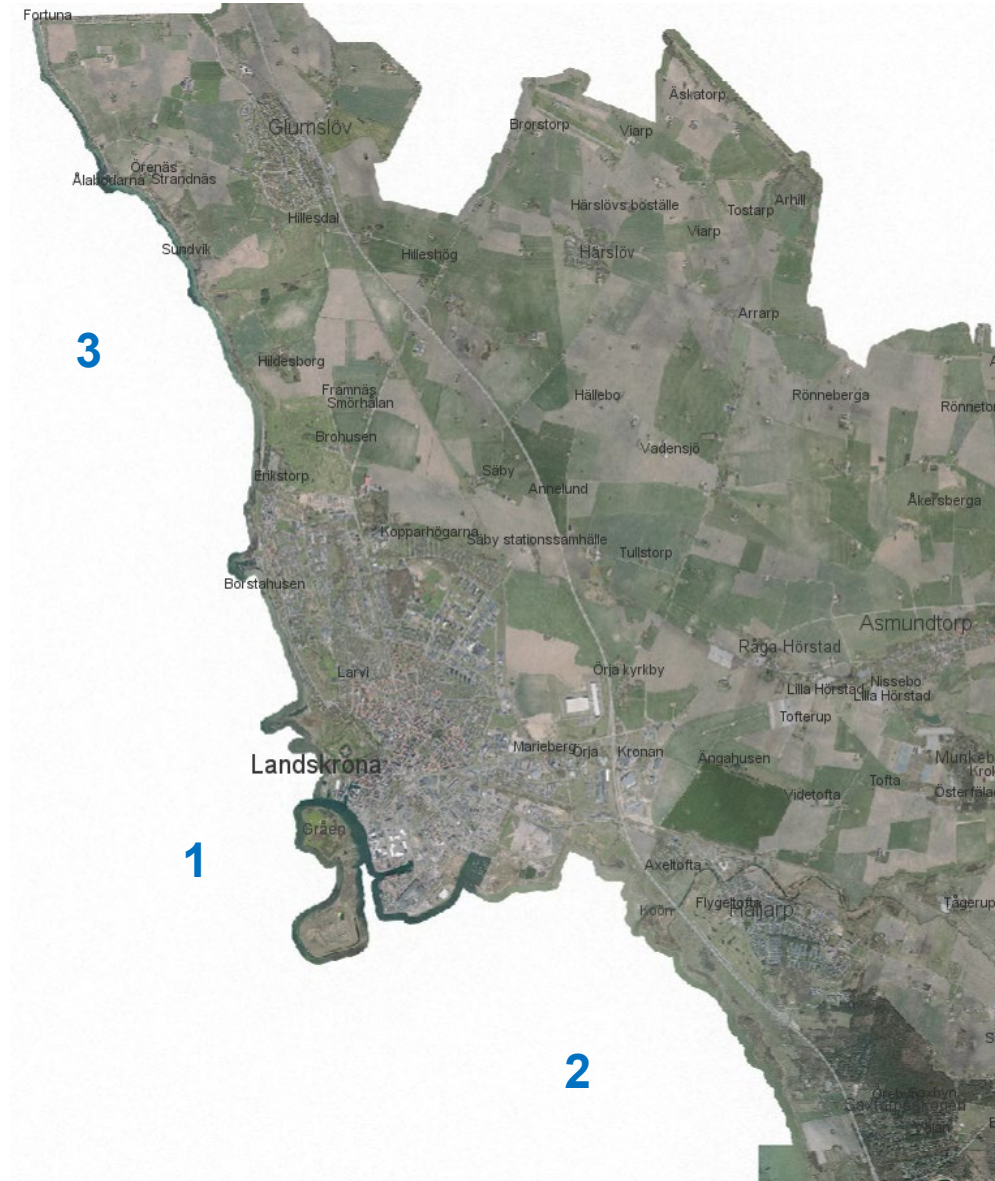 Fortuna
Åskatorp
Glumslöv
Brorstorp
Viarp
Örenäs
Ålabodarna
Strandnäs
Härslövs boställe
Tostarp
Arhill
Hillesdal
Viarp
Sundvik
Hilleshög
Härslöv
Arrarp
3
Hildesborg
Framnäs
Smörhålan
Hällebo
Rönneberga
Brohusen
Vadensjö
Erikstorp
Säby
Annelund
Åkersberga
Kopparhögarna
Säby stationssamhälle
Tullstorp
Borstahusen
Asmundtorp
Råga Hörstad
Larvi
Örja kyrkby
Nissebo
Lilla Hörstad
Lilla Hörstad
Tofterup
Landskrona
Marieberg
Örja
Kronan
Ängahusen
Tofta
Videtofta
Gråen
1
Axeltofta
Flygeltofta
Häljarp
Koön
Tågerup
2